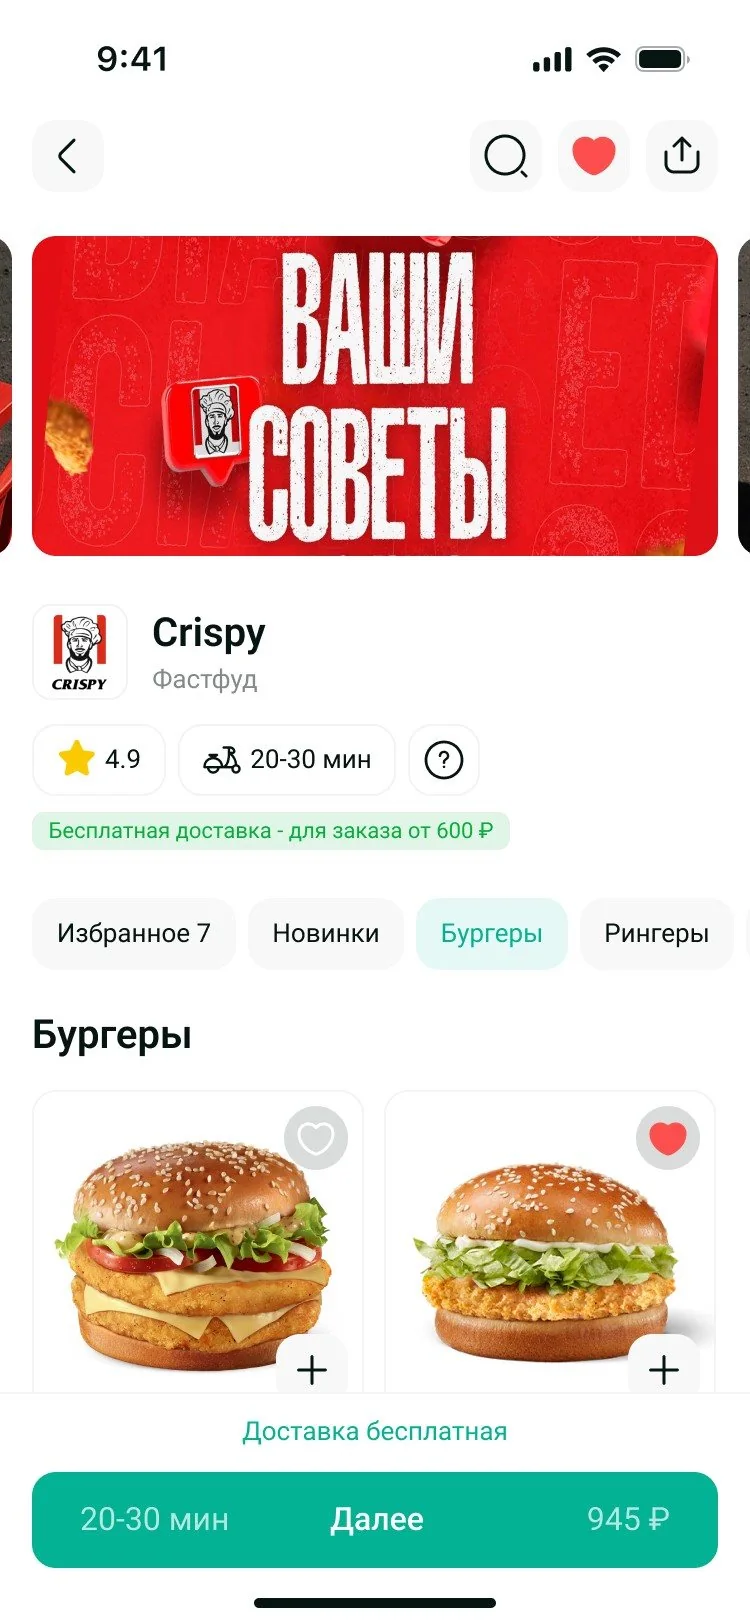 9:41
ВАШИ
СОВЕТЫ
CRISPY
Crispy
Фастфуд
4.9
20-30 мин
?
Бесплатная доставка - для заказа от 600 ₽
Избранное 7
Новинки
Бургеры
Рингеры
Бургеры
Доставка бесплатная
20-30 мин
Далее
945 ₽